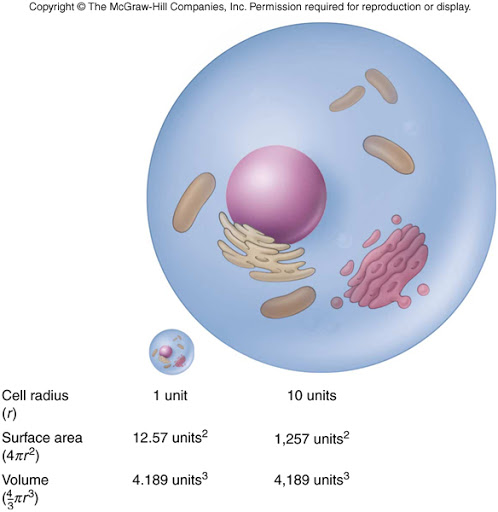 Copyright © The McGraw-Hill Companies, Inc. Permission required for reproduction or display.
Cell radius 1 unit 10 units
(r)
Surface area 12.57 units² 1,257 units²
(4πr²)
Volume 4.189 units³ 4,189 units³
(4/3πr³)